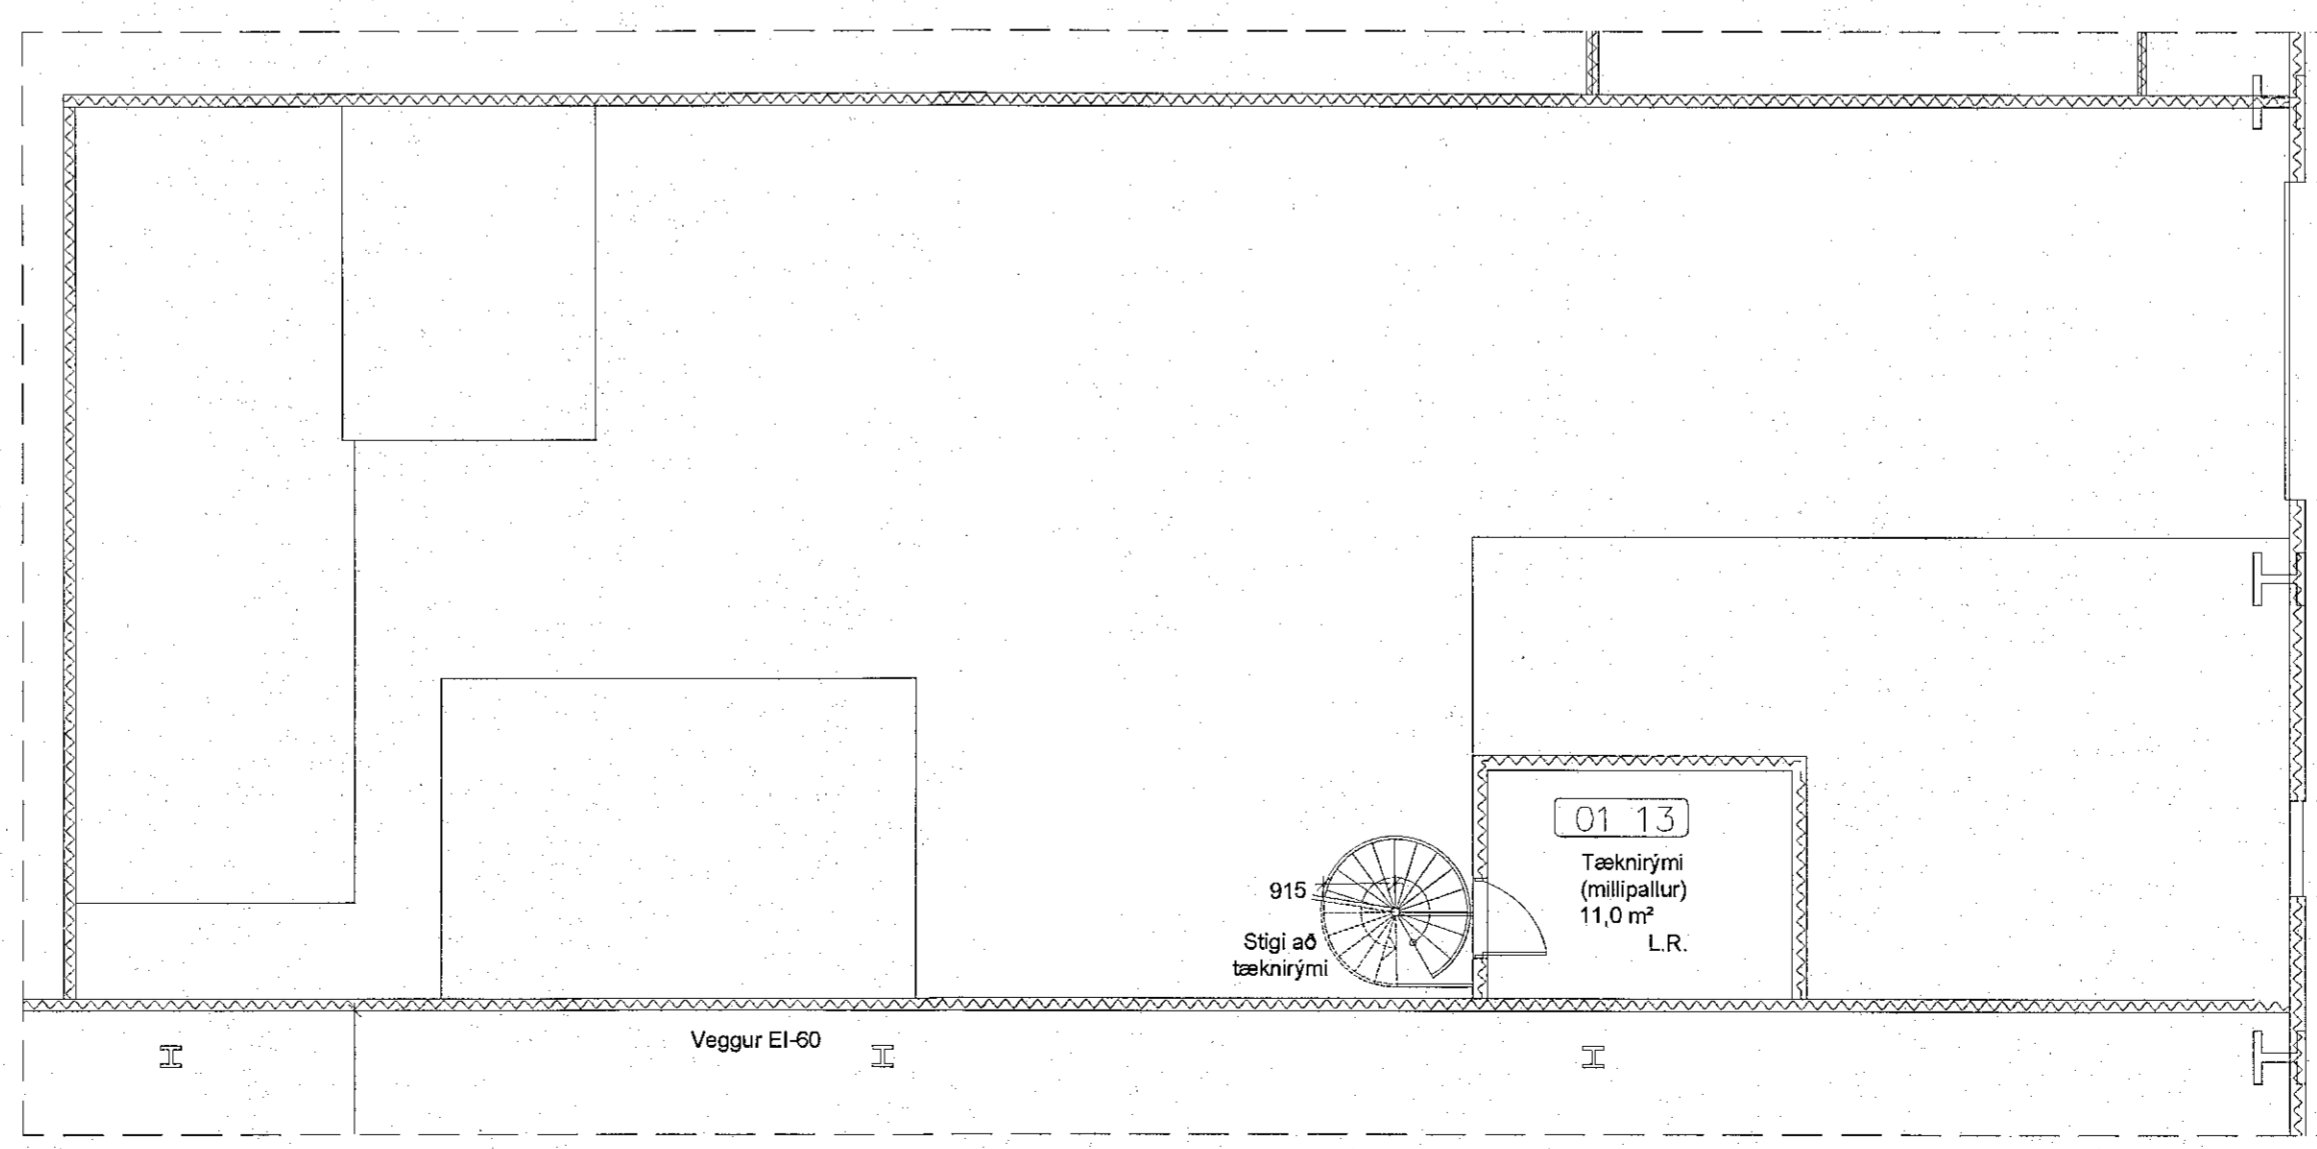 01 13
Tæknirými
(millipallur)
11,0 m²
L.R.
915
Stigi að
tæknirými
Veggur EI-60